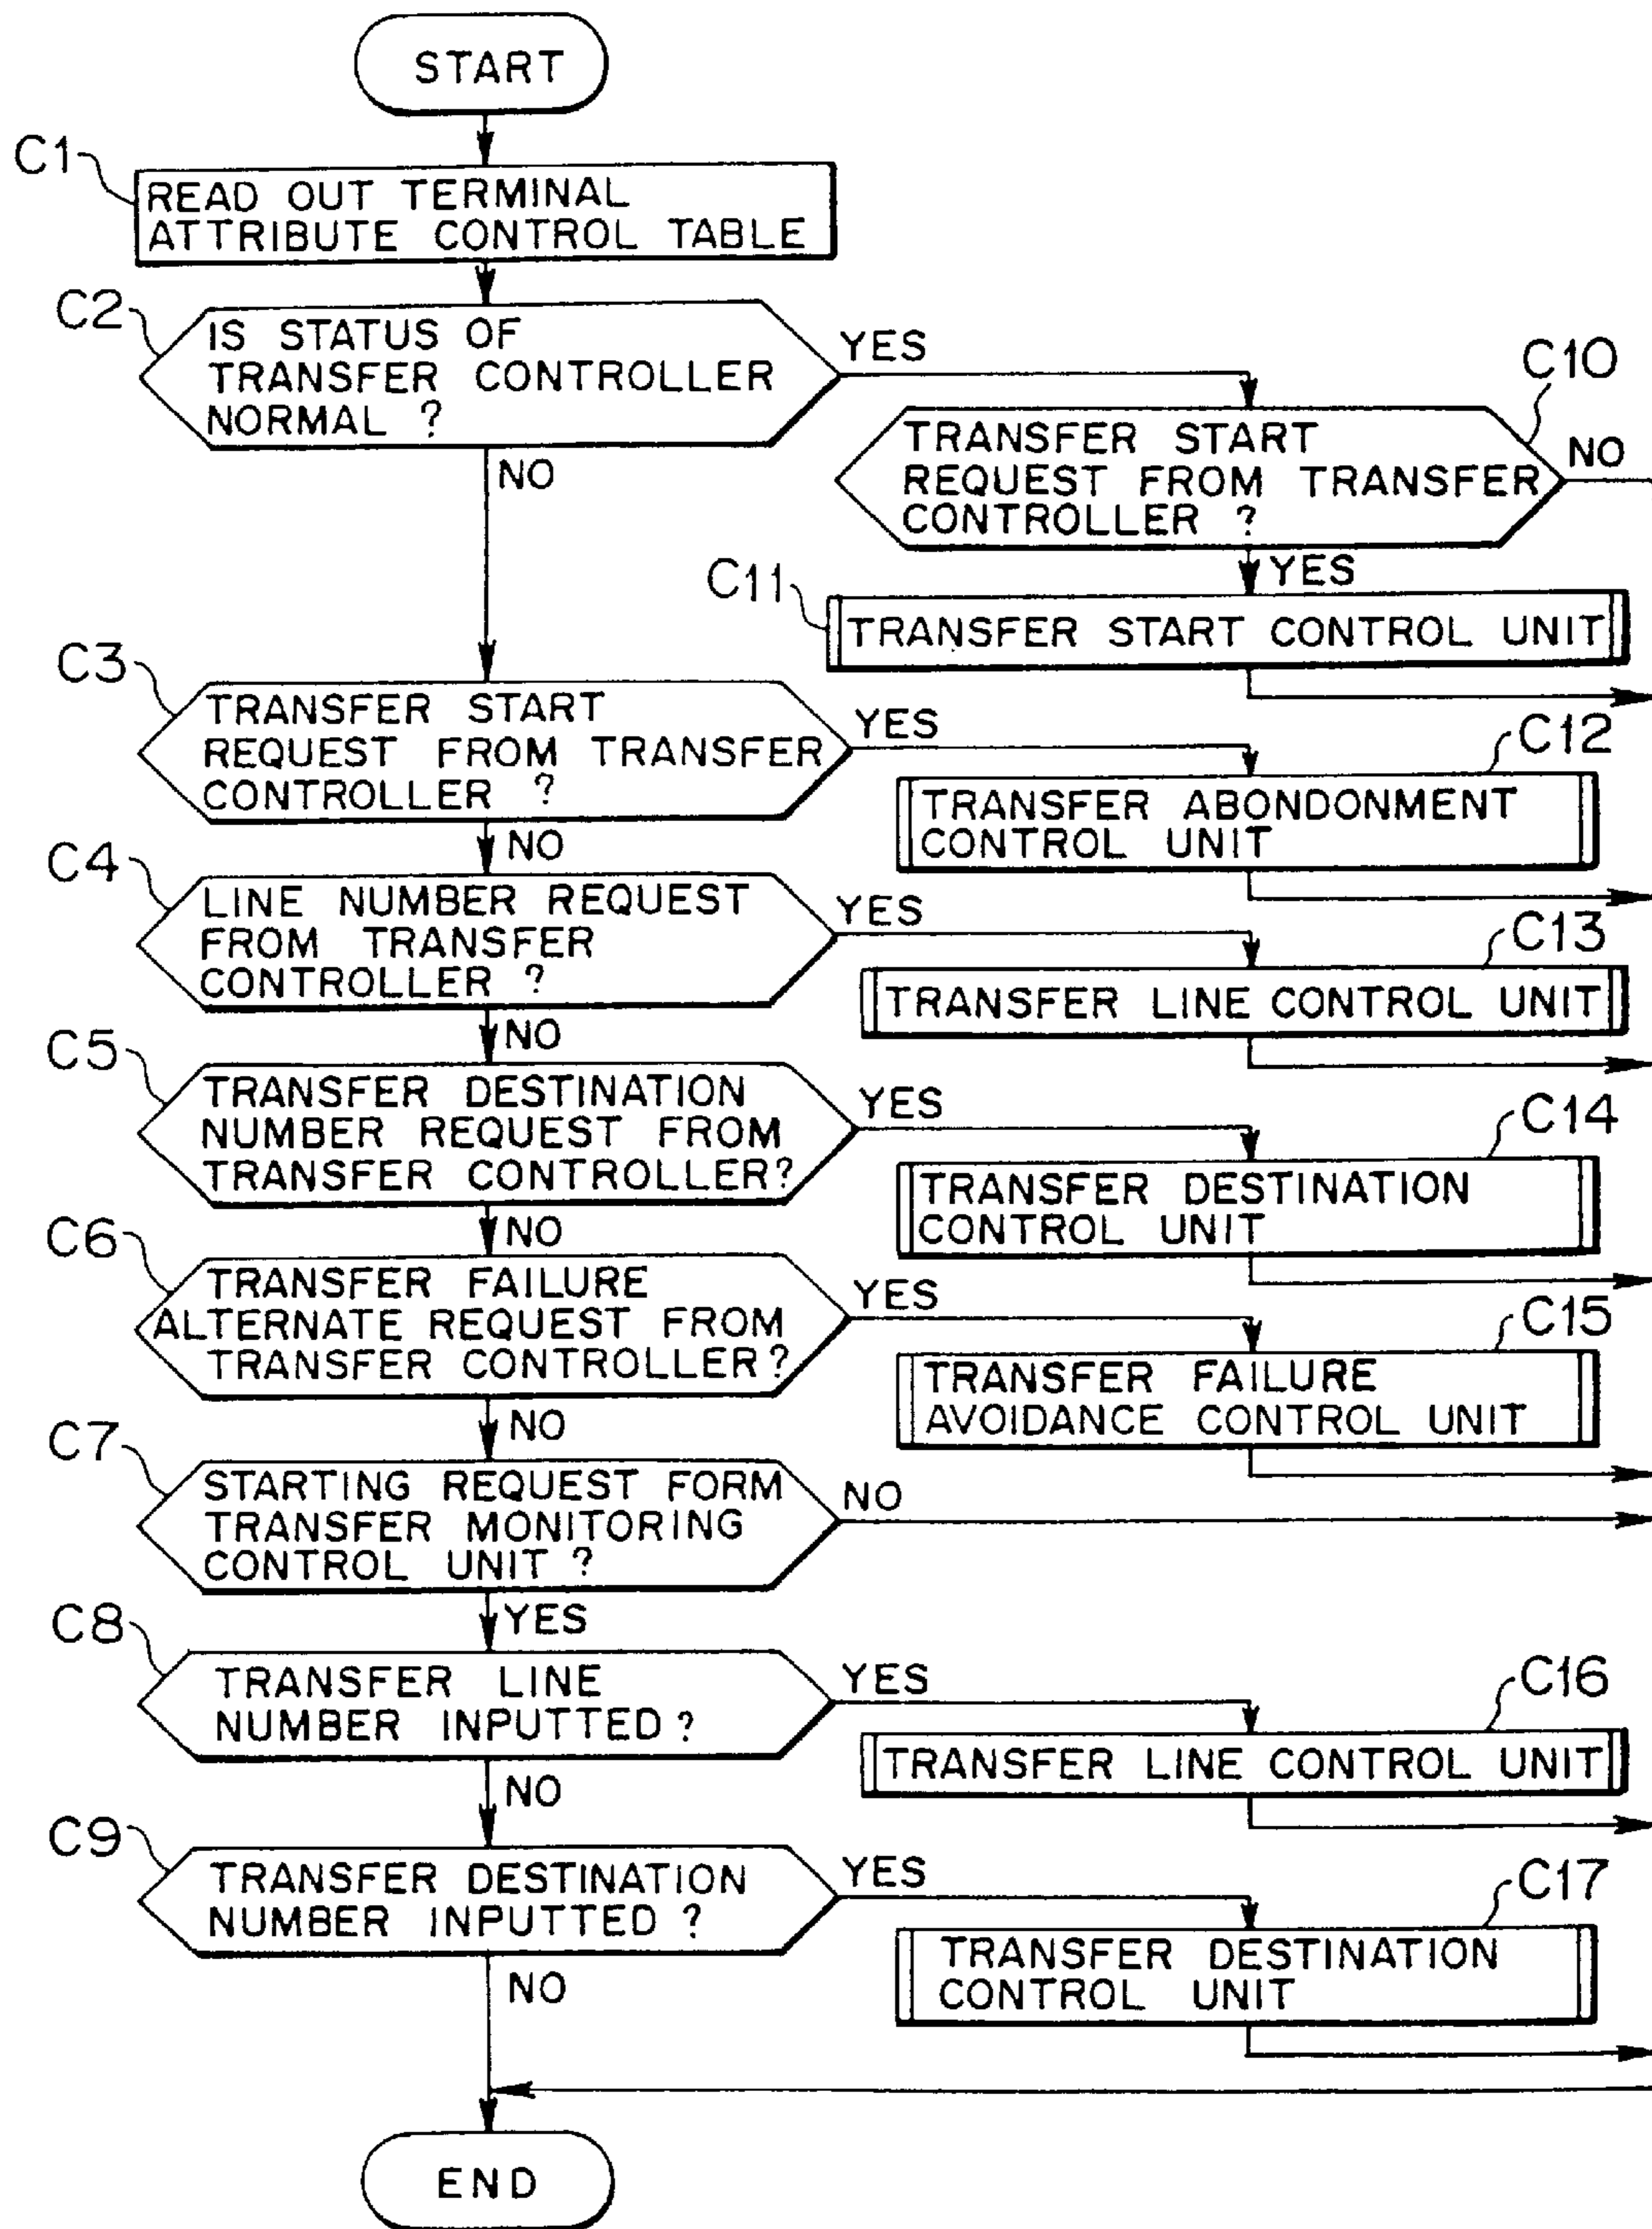 START
C1
READ OUT TERMINAL
ATTRIBUTE CONTROL TABLE
C2
IS STATUS OF
TRANSFER CONTROLLER
NORMAL ?
YES
NO
C10
TRANSFER START
REQUEST FROM TRANSFER
CONTROLLER ?
NO
YES
C11
TRANSFER START CONTROL UNIT
C3
TRANSFER START
REQUEST FROM TRANSFER
CONTROLLER ?
YES
NO
C12
TRANSFER ABONDONMENT
CONTROL UNIT
C4
LINE NUMBER REQUEST
FROM TRANSFER
CONTROLLER ?
YES
NO
C13
TRANSFER LINE CONTROL UNIT
C5
TRANSFER DESTINATION
NUMBER REQUEST FROM
TRANSFER CONTROLLER?
YES
NO
C14
TRANSFER DESTINATION
CONTROL UNIT
C6
TRANSFER FAILURE
ALTERNATE REQUEST FROM
TRANSFER CONTROLLER?
YES
NO
C15
TRANSFER FAILURE
AVOIDANCE CONTROL UNIT
C7
STARTING REQUEST FORM
TRANSFER MONITORING
CONTROL UNIT ?
NO
YES
C8
TRANSFER LINE
NUMBER INPUTTED ?
YES
NO
C16
TRANSFER LINE CONTROL UNIT
C9
TRANSFER DESTINATION
NUMBER INPUTTED ?
YES
NO
C17
TRANSFER DESTINATION
CONTROL UNIT
END